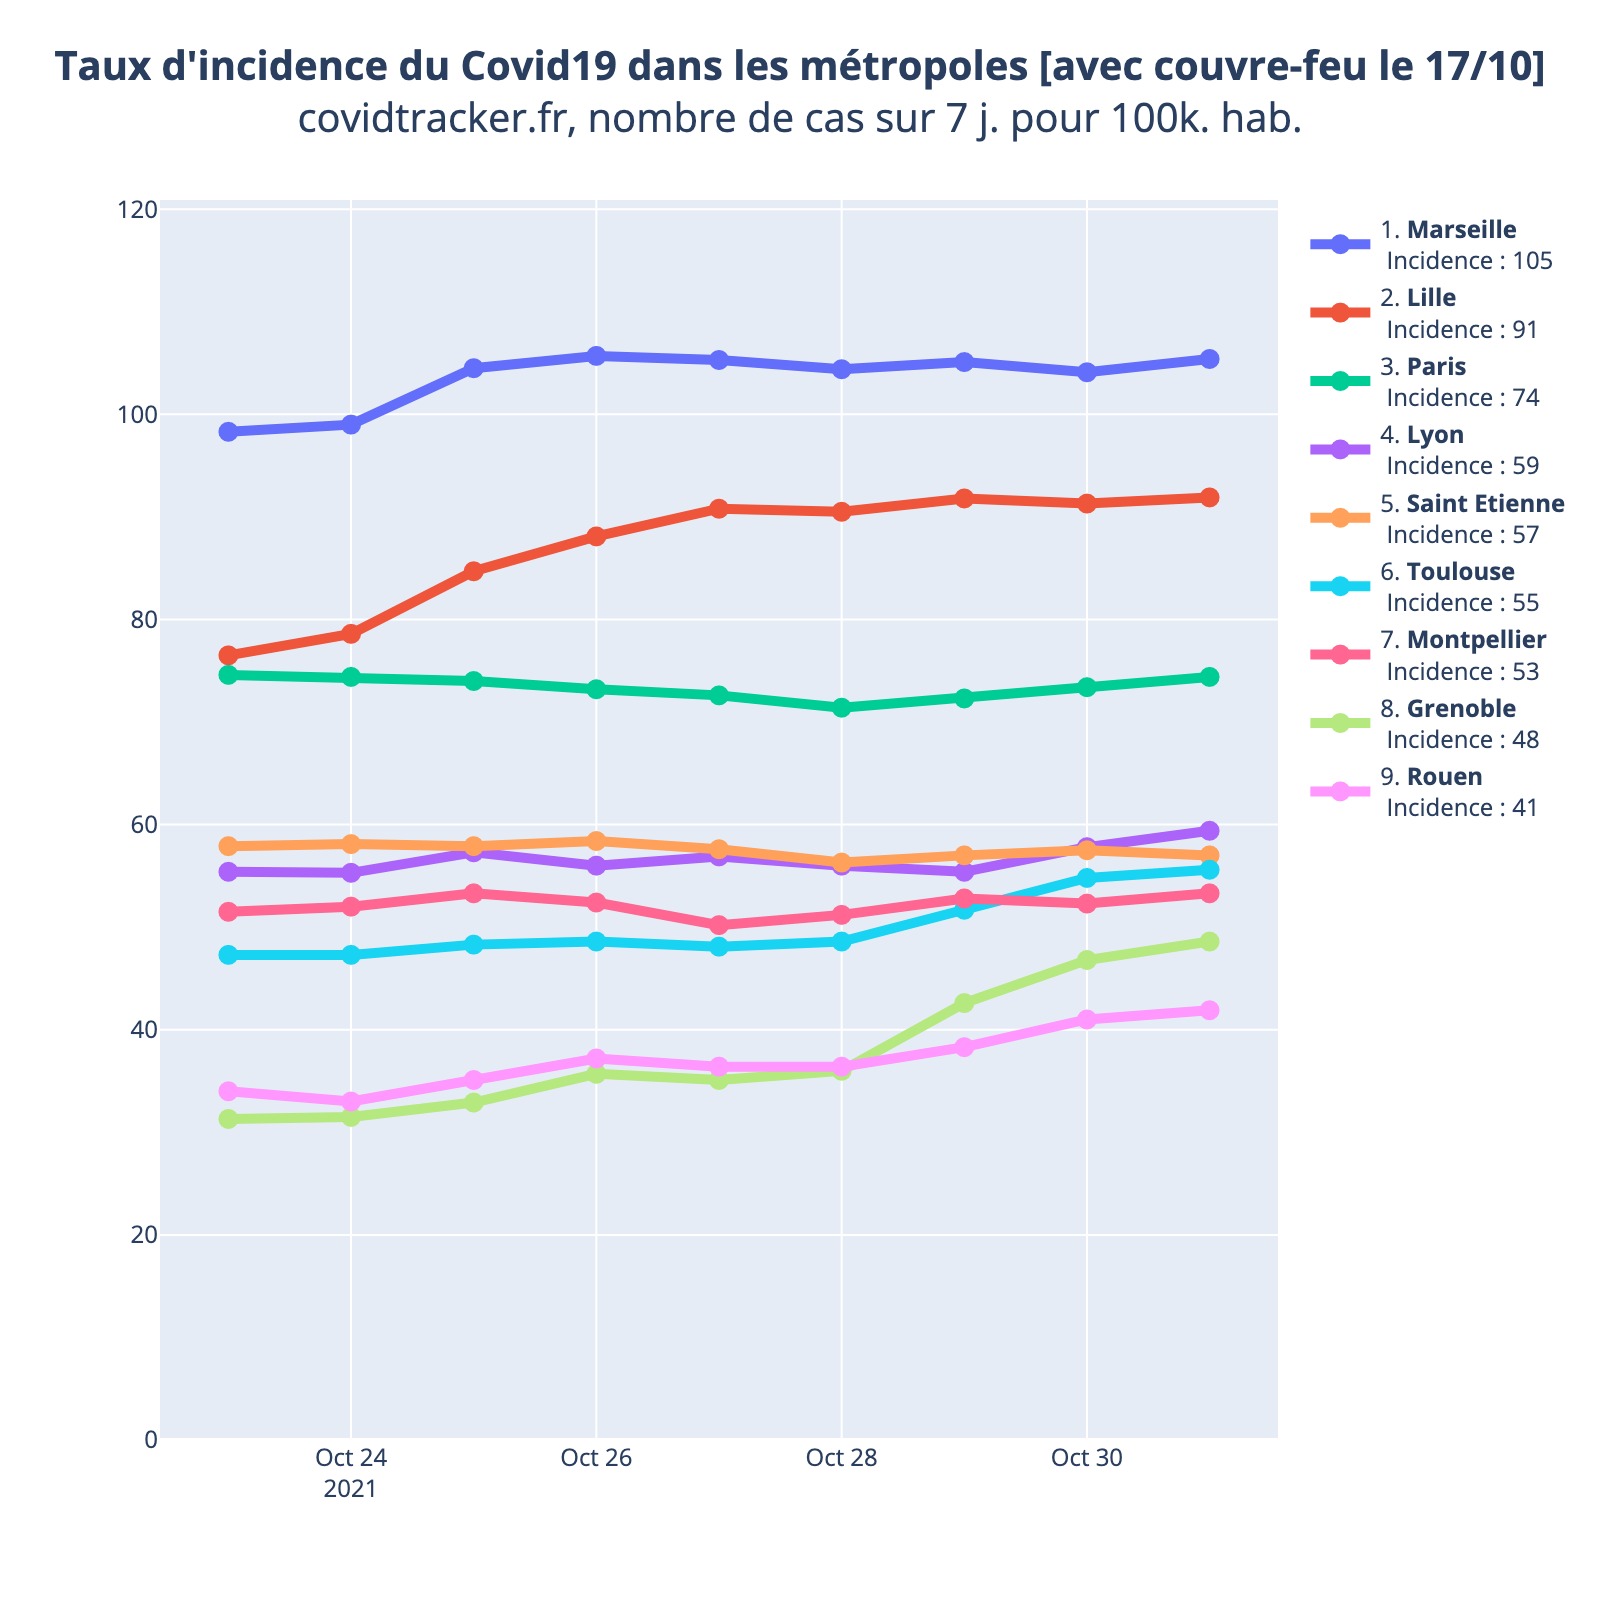 Taux d'incidence du Covid19 dans les métropoles [avec couvre-feu le 17/10]
covidtracker.fr, nombre de cas sur 7 j. pour 100k. hab.
120
100
80
60
40
20
0
Oct 24
2021
Oct 26
Oct 28
Oct 30
1. Marseille
Incidence : 105
2. Lille
Incidence : 91
3. Paris
Incidence : 74
4. Lyon
Incidence : 59
5. Saint Etienne
Incidence : 57
6. Toulouse
Incidence : 55
7. Montpellier
Incidence : 53
8. Grenoble
Incidence : 48
9. Rouen
Incidence : 41